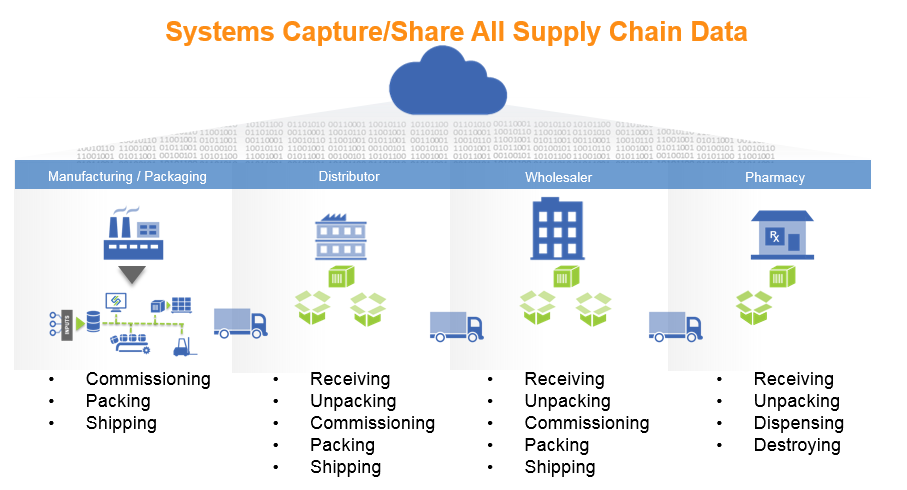 Systems Capture/Share All Supply Chain Data
Manufacturing / Packaging
Distributor
Wholesaler
Pharmacy
INPUTS
Rx
• Commissioning
• Packing
• Shipping
• Receiving
• Unpacking
• Commissioning
• Packing
• Shipping
• Receiving
• Unpacking
• Commissioning
• Packing
• Shipping
• Receiving
• Unpacking
• Dispensing
• Destroying